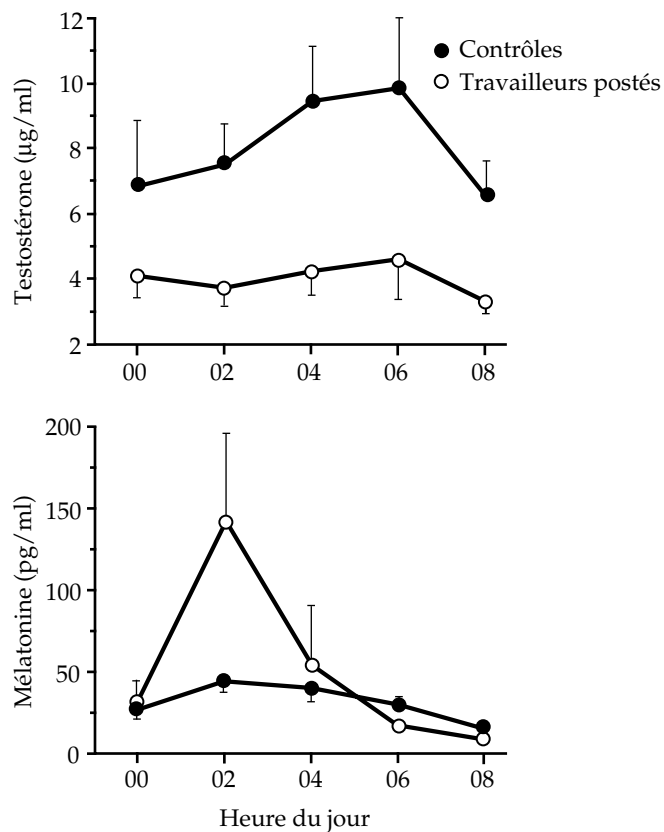 12
10
8
6
4
2
Testostérone (µg/ml)
Contrôles
Travailleurs postés
00 02 04 06 08
200
150
100
50
0
Mélatonine (pg/ml)
00 02 04 06 08
Heure du jour